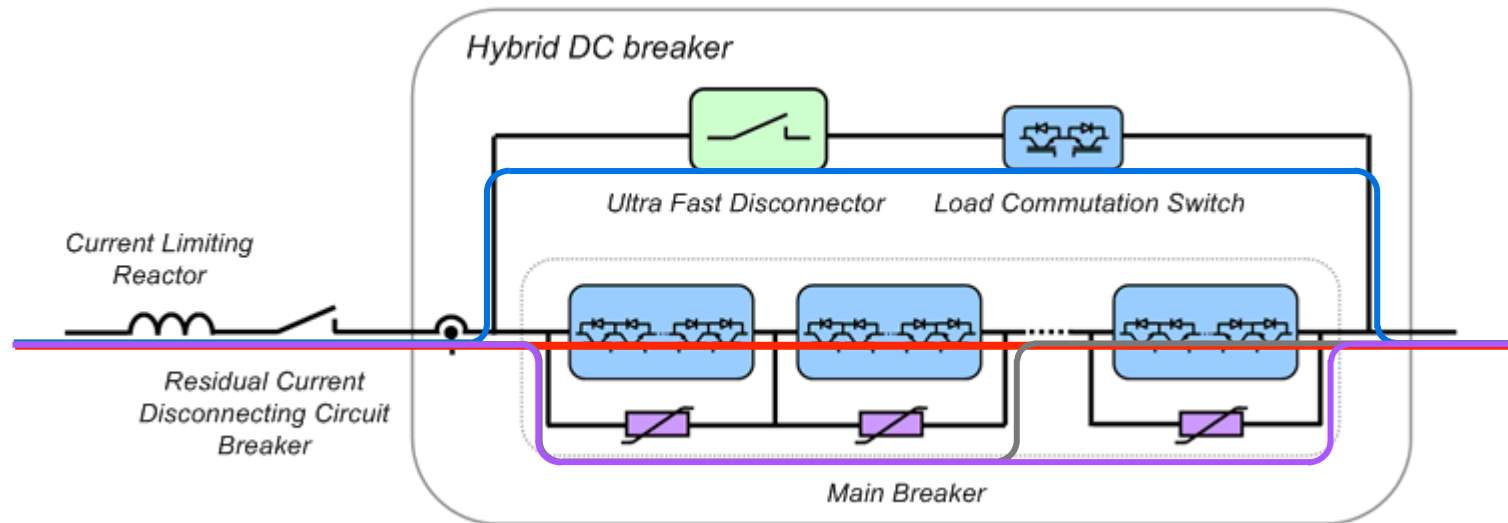 Hybrid DC breaker
Ultra Fast Disconnector
Load Commutation Switch
Current Limiting
Reactor
Residual Current
Disconnecting Circuit
Breaker
Main Breaker